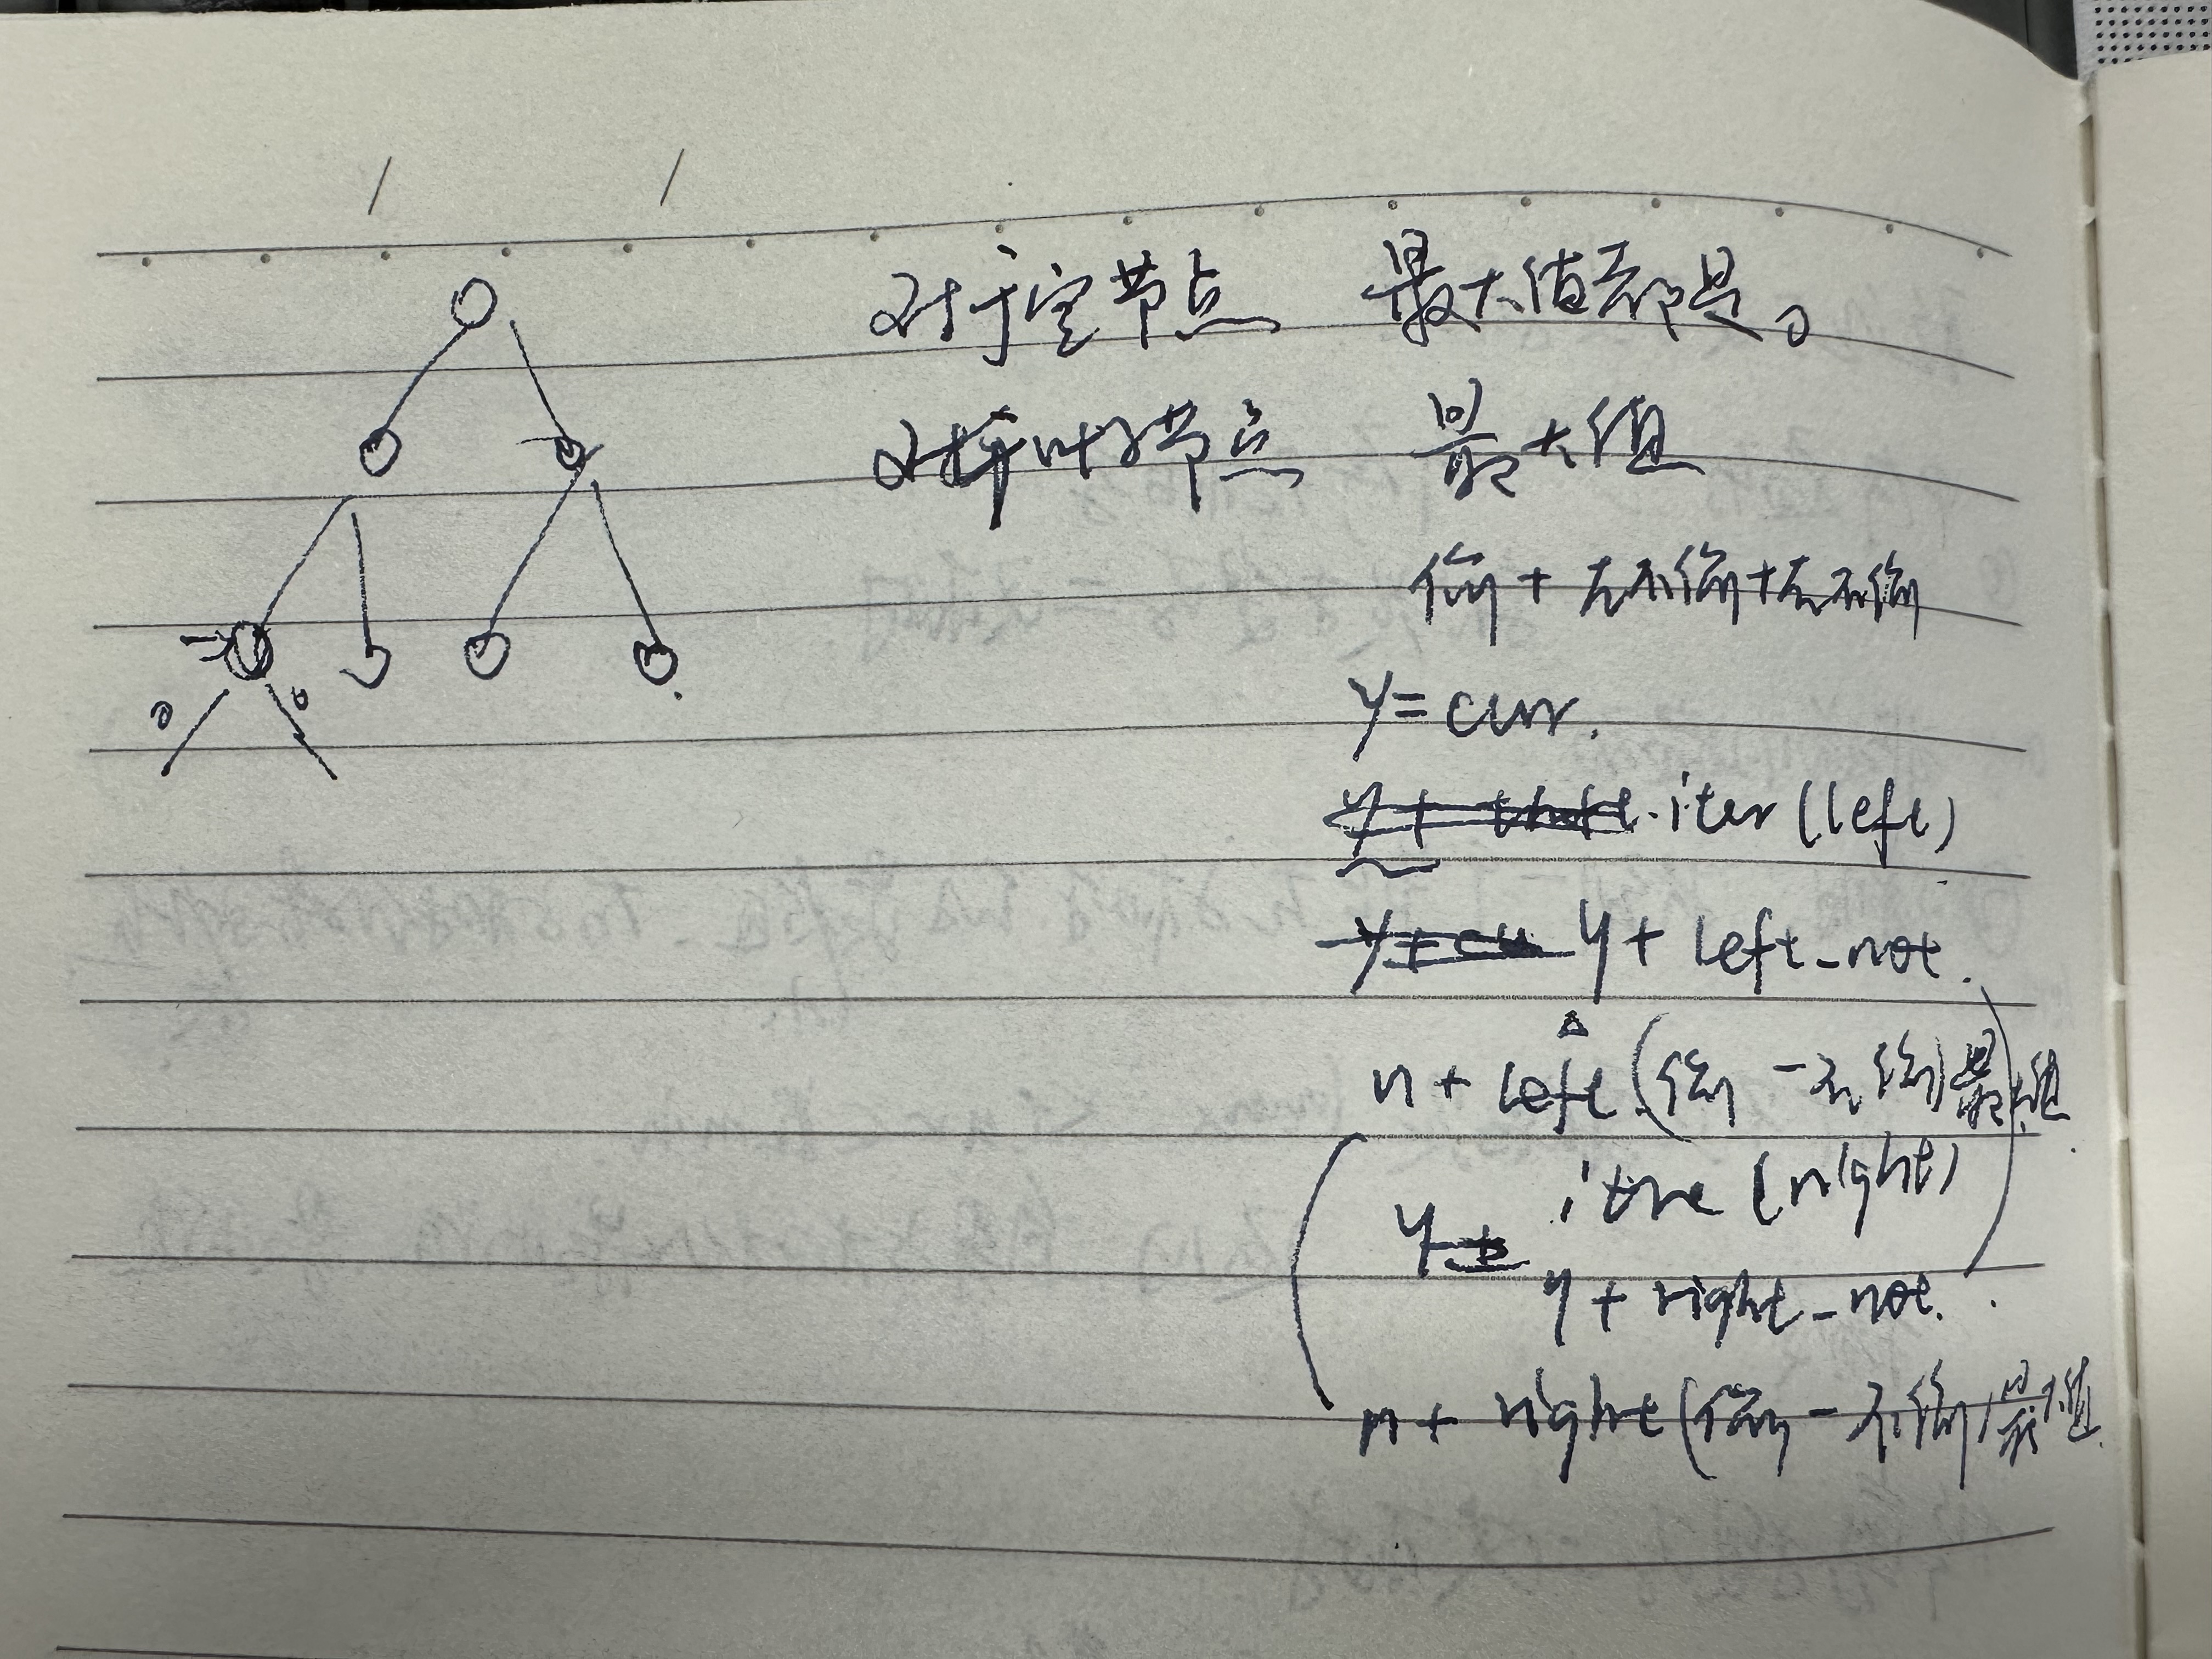 对于空节点 最大值都是0
对于叶子节点 最大值
偷 + 左不偷 + 右不偷
y = curr.
iter (left)
y + left_not.
n + left (偷 - 不偷) 最大值
itre (right)
y
y + right_not.
n + right (偷 - 不偷) 最大值
0 0